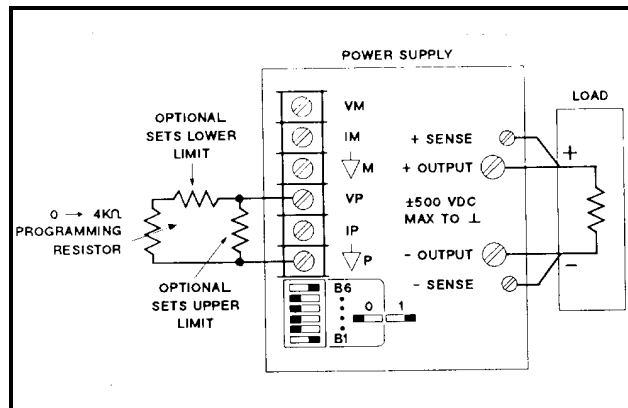 POWER SUPPLY
OPTIONAL
SETS LOWER
LIMIT
0 → 4KΩ
PROGRAMMING
RESISTOR
OPTIONAL
SETS UPPER
LIMIT
VM
IM
M
VP
IP
P
B6
0 1
B1
+ SENSE
+ OUTPUT
±500 VDC
MAX TO ⊥
- OUTPUT
- SENSE
LOAD
+
-